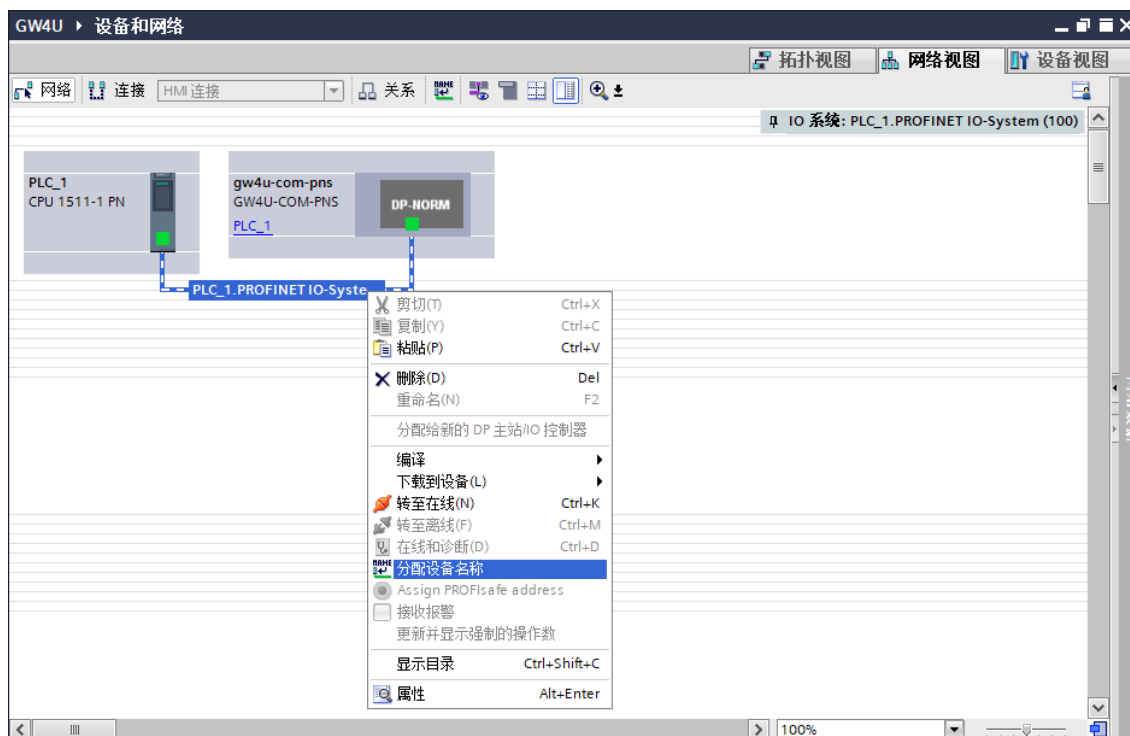 GW4U ▸ 设备和网络
拓扑视图 网络视图 设备视图
网络 连接 HMI 连接 关系
IO 系统: PLC_1.PROFINET IO-System (100)
PLC_1
CPU 1511-1 PN
gw4u-com-pns
GW4U-COM-PNS
PLC_1
DP-NORM
PLC_1.PROFINET IO-Syste
剪切(T) Ctrl+X
复制(Y) Ctrl+C
粘贴(P) Ctrl+V
删除(D) Del
重命名(N) F2
分配给新的 DP 主站/IO 控制器
编译
下载到设备(L)
转至在线(N) Ctrl+K
转至离线(F) Ctrl+M
在线和诊断(D) Ctrl+D
分配设备名称
Assign PROFIsafe address
接收报警
更新并显示强制的操作数
显示目录 Ctrl+Shift+C
属性 Alt+Enter
100%